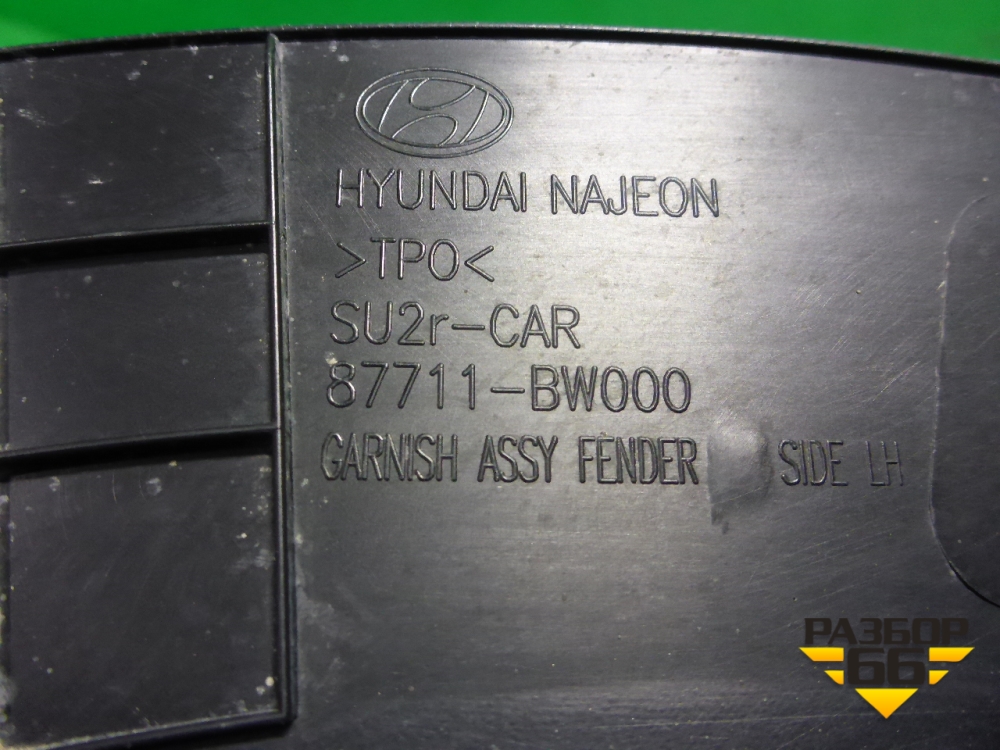 HYUNDAI NAJEON
>TPO<
SU2r-CAR
87711-BW000
GARNISH ASSY FENDER SIDE LH
РАЗБОР
66